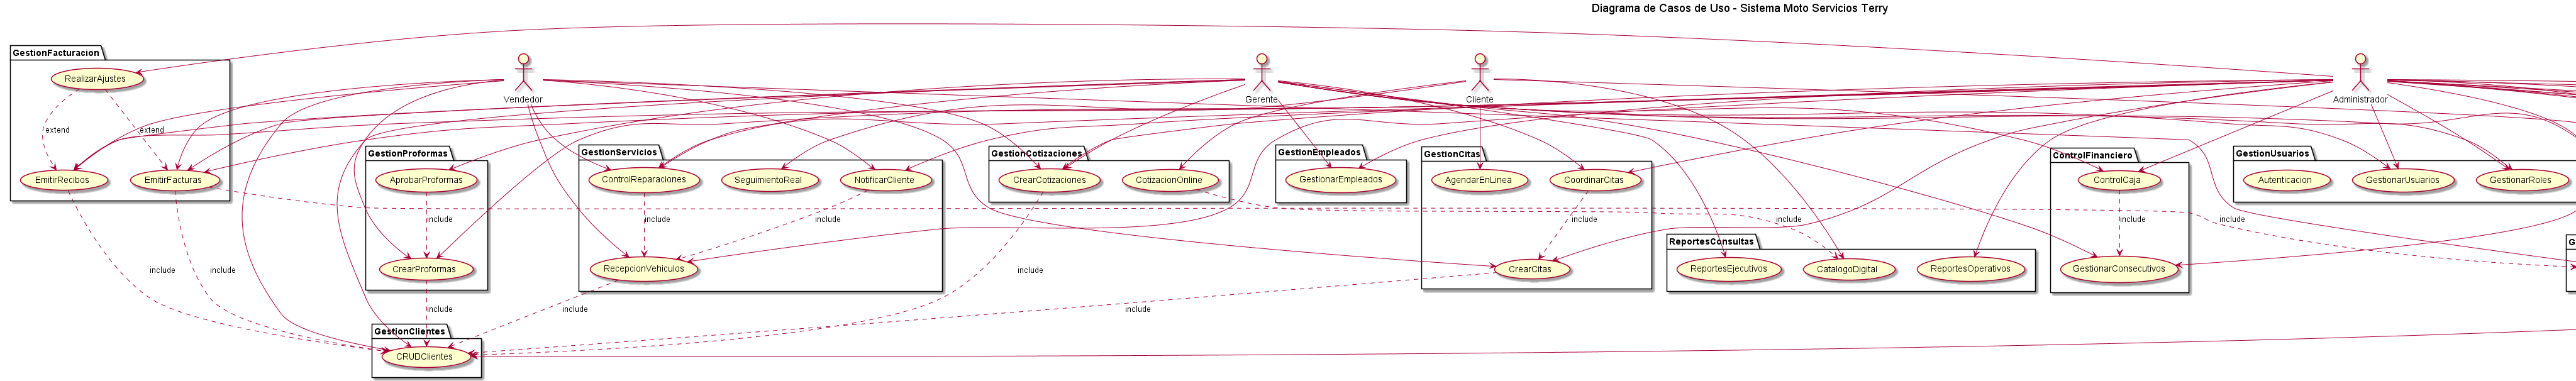 Diagrama de Casos de Uso - Sistema Moto Servicios Terry
GestionFacturacion
RealizarAjustes
extend
extend
EmitirRecibos
EmitirFacturas
Vendedor
Gerente
Cliente
Administrador
GestionProformas
AprobarProformas
include
CrearProformas
GestionServicios
ControlReparaciones
SeguimientoReal
NotificarCliente
include
include
RecepcionVehiculos
GestionCotizaciones
CrearCotizaciones
CotizacionOnline
GestionEmpleados
GestionarEmpleados
GestionCitas
AgendarEnLinea
CoordinarCitas
include
CrearCitas
ReportesConsultas
ReportesEjecutivos
CatalogoDigital
ReportesOperativos
include
ControlFinanciero
ControlCaja
include
GestionarConsecutivos
GestionUsuarios
Autenticacion
GestionarUsuarios
GestionarRoles
include
include
include
include
include
include
include
GestionClientes
CRUDClientes